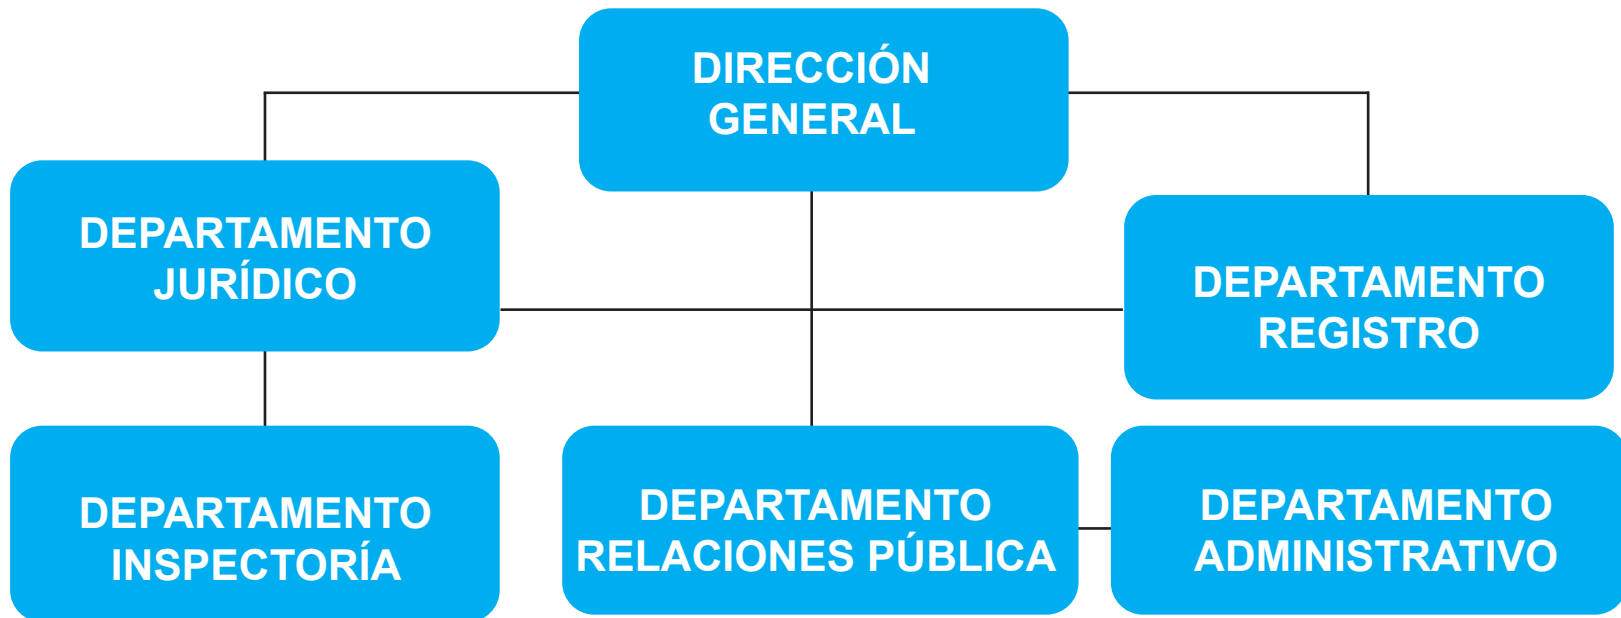 DIRECCIÓN
GENERAL
DEPARTAMENTO
JURÍDICO
DEPARTAMENTO
REGISTRO
DEPARTAMENTO
INSPECTORÍA
DEPARTAMENTO
RELACIONES PÚBLICA
DEPARTAMENTO
ADMINISTRATIVO